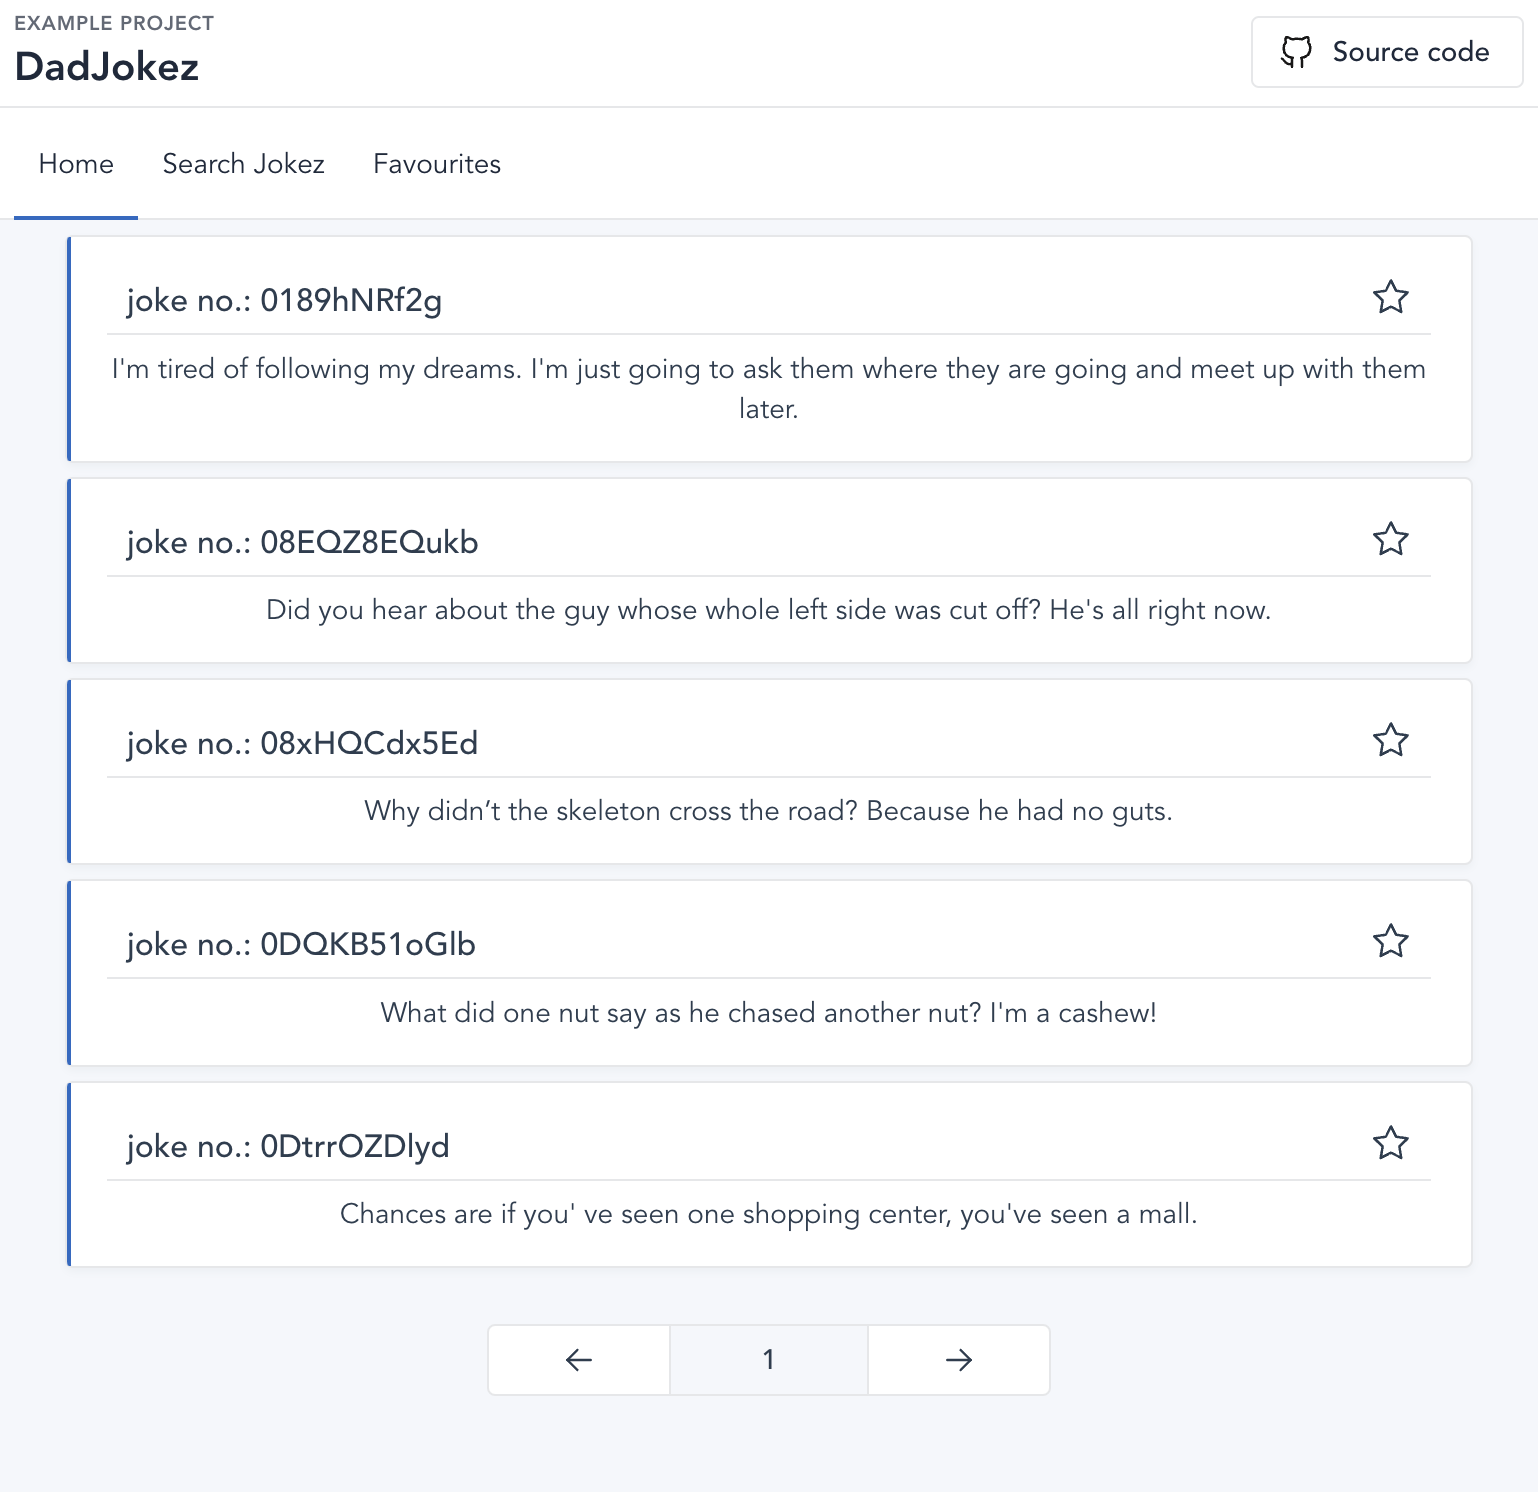 EXAMPLE PROJECT
DadJokez
Source code
Home
Search Jokez
Favourites
joke no.: 0189hNRf2g
I'm tired of following my dreams. I'm just going to ask them where they are going and meet up with them
later.
joke no.: 08EQZ8EQukb
Did you hear about the guy whose whole left side was cut off? He's all right now.
joke no.: 08xHQCdx5Ed
Why didn’t the skeleton cross the road? Because he had no guts.
joke no.: 0DQKB51oGlb
What did one nut say as he chased another nut? I'm a cashew!
joke no.: 0DtrrOZDlyd
Chances are if you' ve seen one shopping center, you've seen a mall.
1